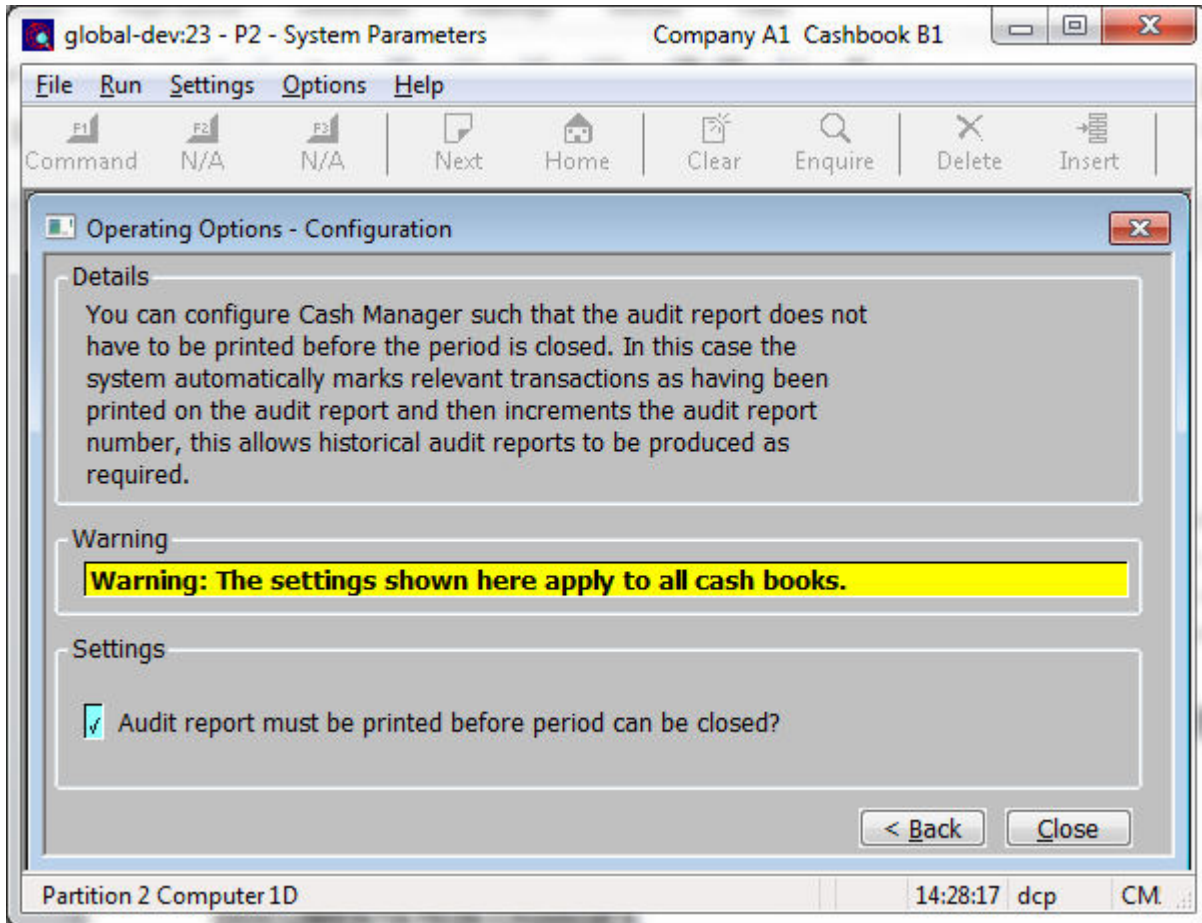 global-dev:23 - P2 - System Parameters Company A1 Cashbook B1
File Run Settings Options Help
F1 F2 F3
Command N/A N/A Next Home Clear Enquire Delete Insert
Operating Options - Configuration
Details
You can configure Cash Manager such that the audit report does not
have to be printed before the period is closed. In this case the
system automatically marks relevant transactions as having been
printed on the audit report and then increments the audit report
number, this allows historical audit reports to be produced as
required.
Warning
Warning: The settings shown here apply to all cash books.
Settings
Audit report must be printed before period can be closed?
< Back Close
Partition 2 Computer 1D 14:28:17 dcp CM